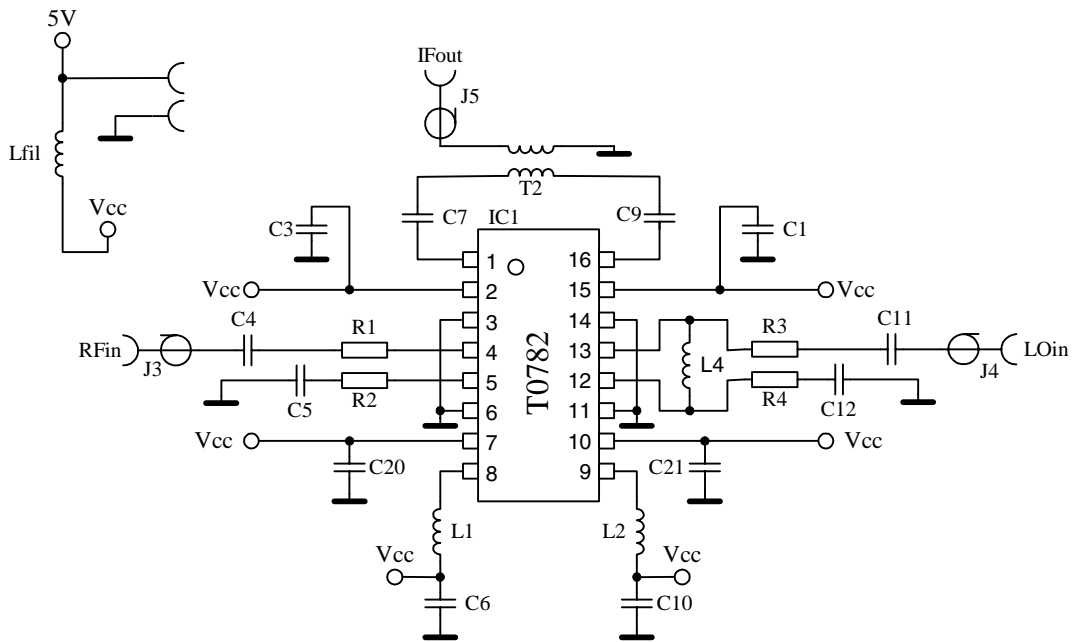 5V
IFout
J5
Lfil
T2
Vcc
C3
C7
IC1
C9
C1
1
16
Vcc
2
15
Vcc
3
14
C4
R1
R3
C11
RFin
J3
4
13
L4
J4
LOin
5
12
C5
R2
R4
C12
6
11
T0782
Vcc
7
10
Vcc
C20
8
9
C21
L1
L2
Vcc
Vcc
C6
C10